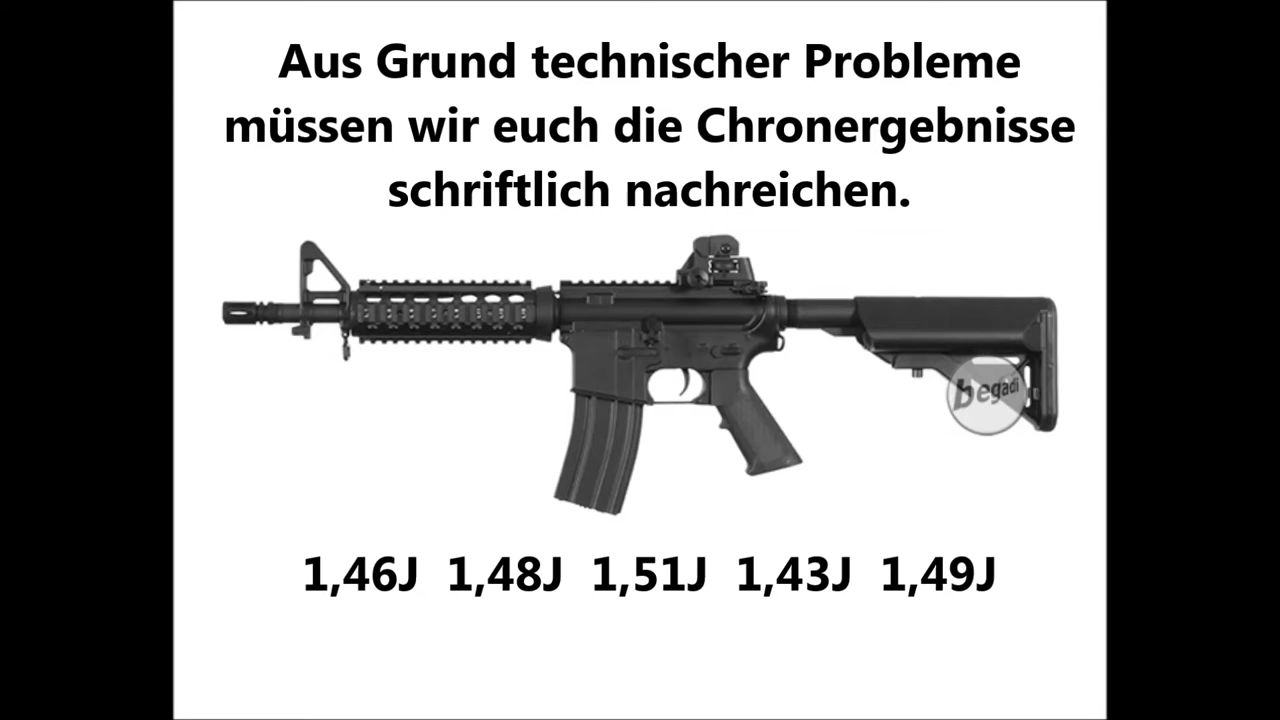 Aus Grund technischer Probleme
müssen wir euch die Chronergebnisse
schriftlich nachreichen.
begadi
1,46J 1,48J 1,51J 1,43J 1,49J